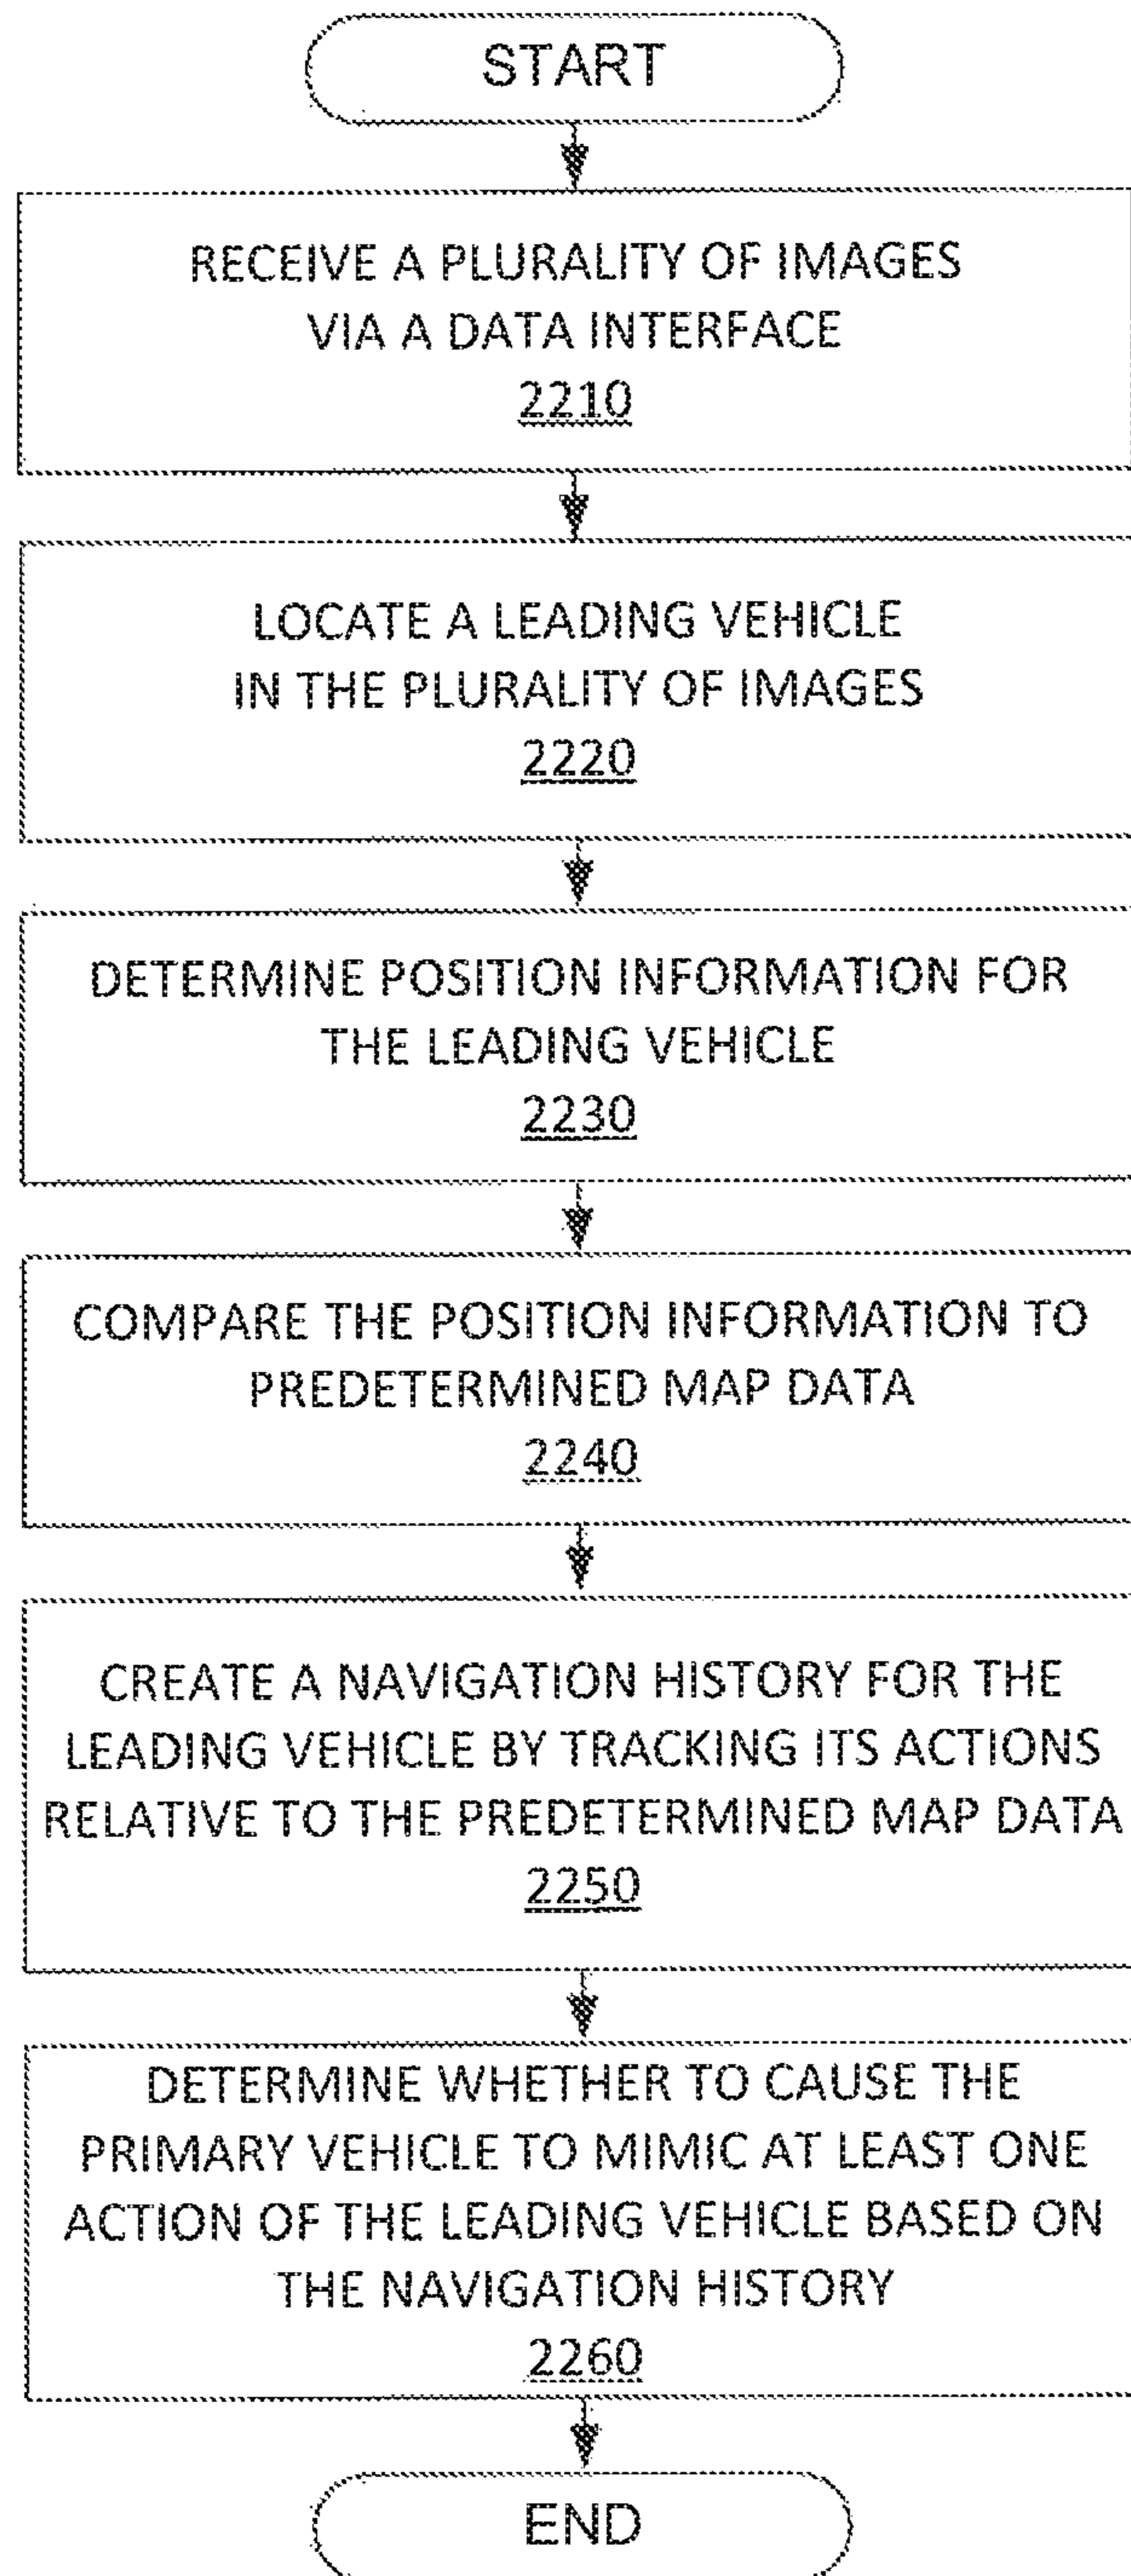 START
RECEIVE A PLURALITY OF IMAGES
VIA A DATA INTERFACE
2210
LOCATE A LEADING VEHICLE
IN THE PLURALITY OF IMAGES
2220
DETERMINE POSITION INFORMATION FOR
THE LEADING VEHICLE
2230
COMPARE THE POSITION INFORMATION TO
PREDETERMINED MAP DATA
2240
CREATE A NAVIGATION HISTORY FOR THE
LEADING VEHICLE BY TRACKING ITS ACTIONS
RELATIVE TO THE PREDETERMINED MAP DATA
2250
DETERMINE WHETHER TO CAUSE THE
PRIMARY VEHICLE TO MIMIC AT LEAST ONE
ACTION OF THE LEADING VEHICLE BASED ON
THE NAVIGATION HISTORY
2260
END